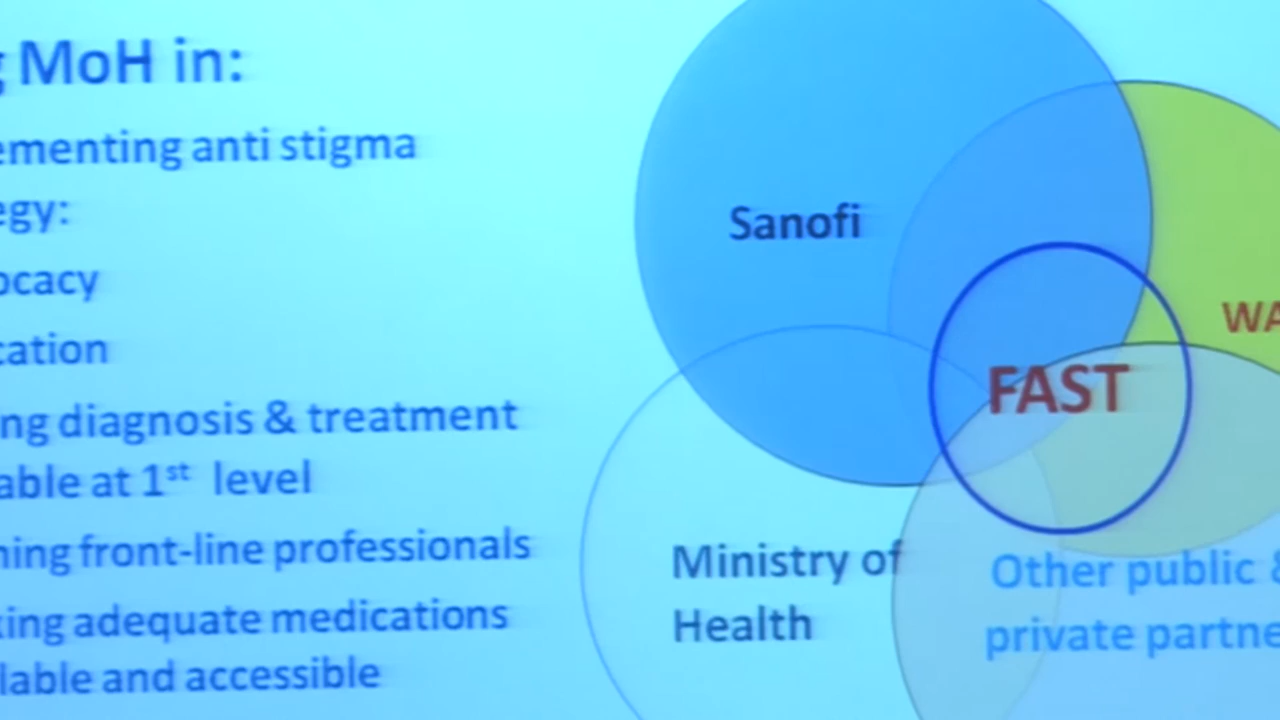 MoH in:
ementing anti stigma
egy:
ocacy
cation
ng diagnosis & treatment
able at 1st level
ning front-line professionals
king adequate medications
lable and accessible
Sanofi
WA
FAST
Ministry of
Health
Other public &
private partne